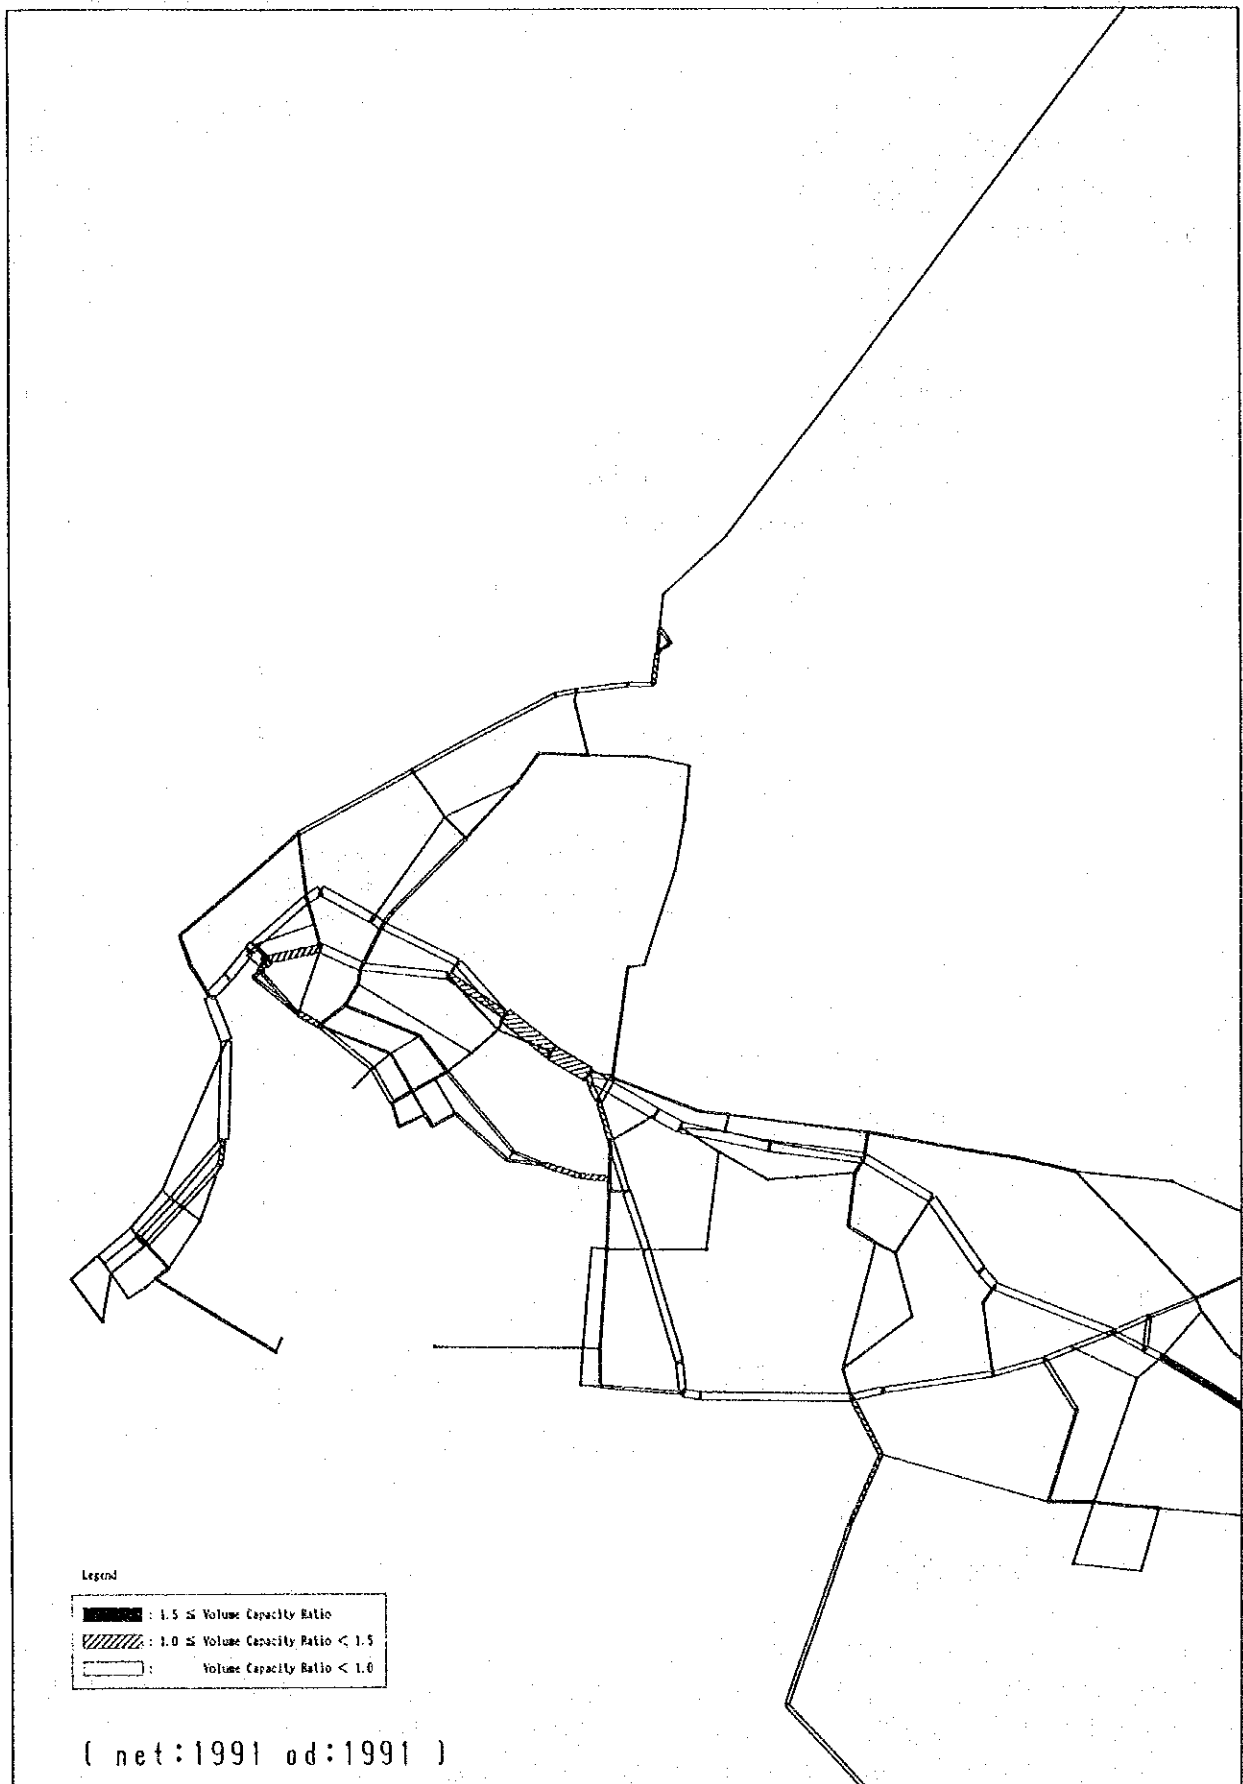 Legend
: 1.5 ≤ Volume Capacity Ratio
: 1.0 ≤ Volume Capacity Ratio < 1.5
: Volume Capacity Ratio < 1.0
( net:1991 od:1991 )